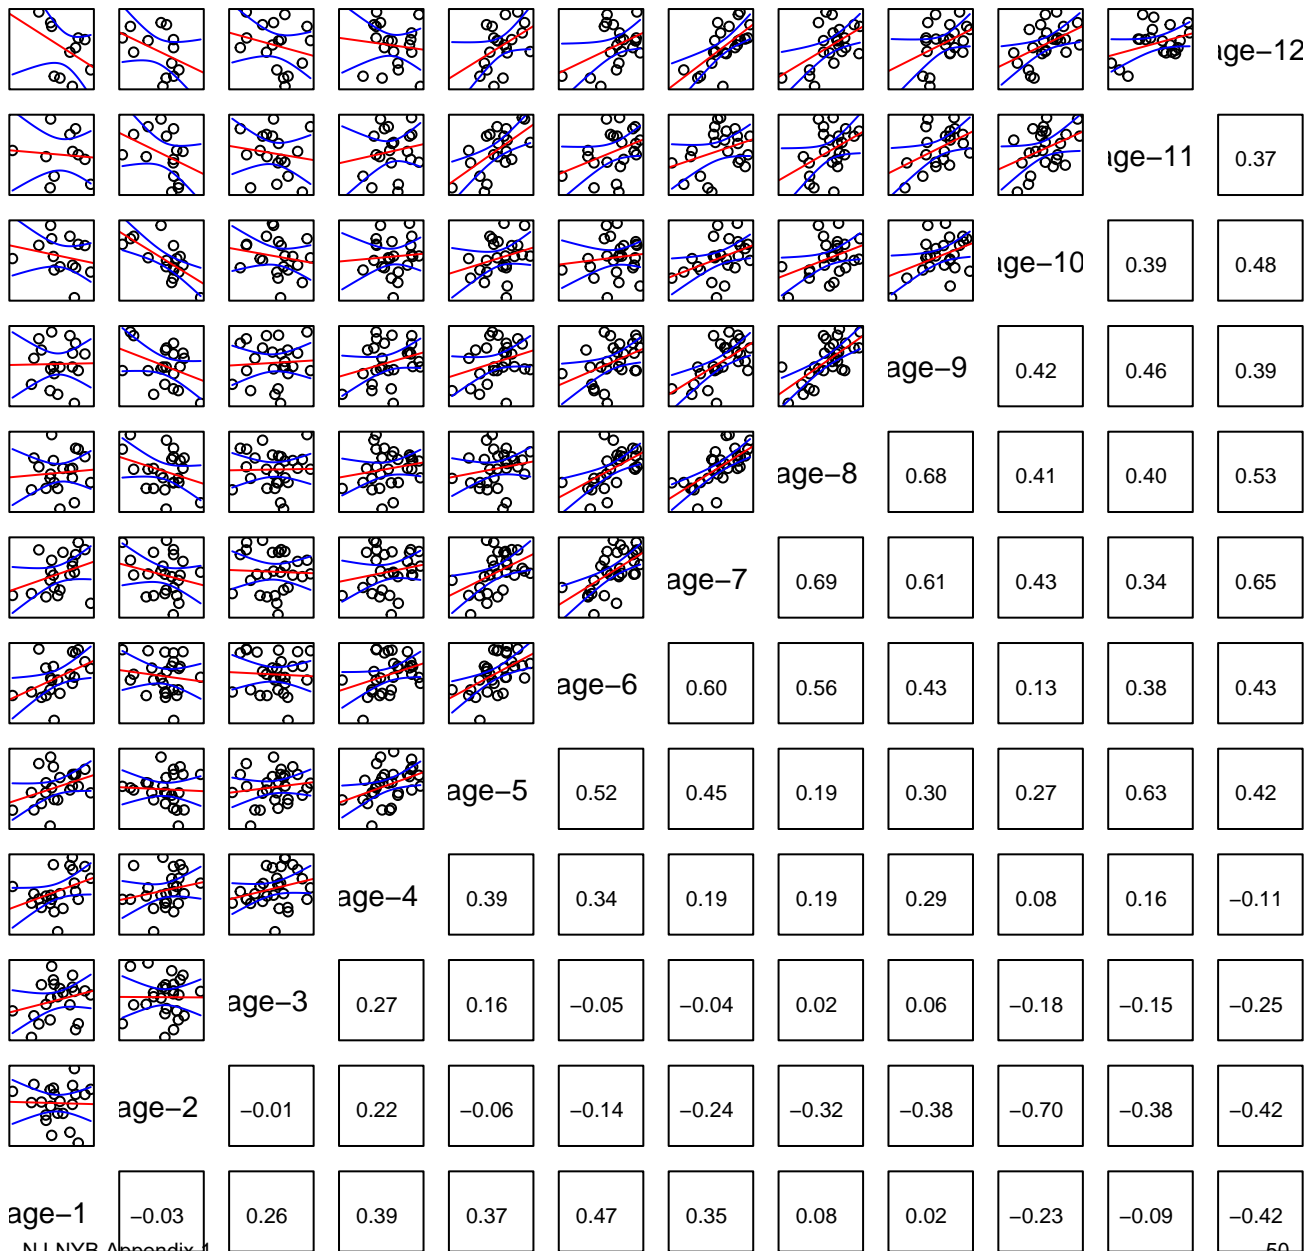 age−12
age−11 0.37
age−10 0.39 0.48
age−9 0.42 0.46 0.39
age−8 0.68 0.41 0.40 0.53
age−7 0.69 0.61 0.43 0.34 0.65
age−6 0.60 0.56 0.43 0.13 0.38 0.43
age−5 0.52 0.45 0.19 0.30 0.27 0.63 0.42
age−4 0.39 0.34 0.19 0.19 0.29 0.08 0.16 −0.11
age−3 0.27 0.16 −0.05 −0.04 0.02 0.06 −0.18 −0.15 −0.25
age−2 −0.01 0.22 −0.06 −0.14 −0.24 −0.32 −0.38 −0.70 −0.38 −0.42
age−1 −0.03 0.26 0.39 0.37 0.47 0.35 0.08 0.02 −0.23 −0.09 −0.42
NJ-NYB Appendix 1 50